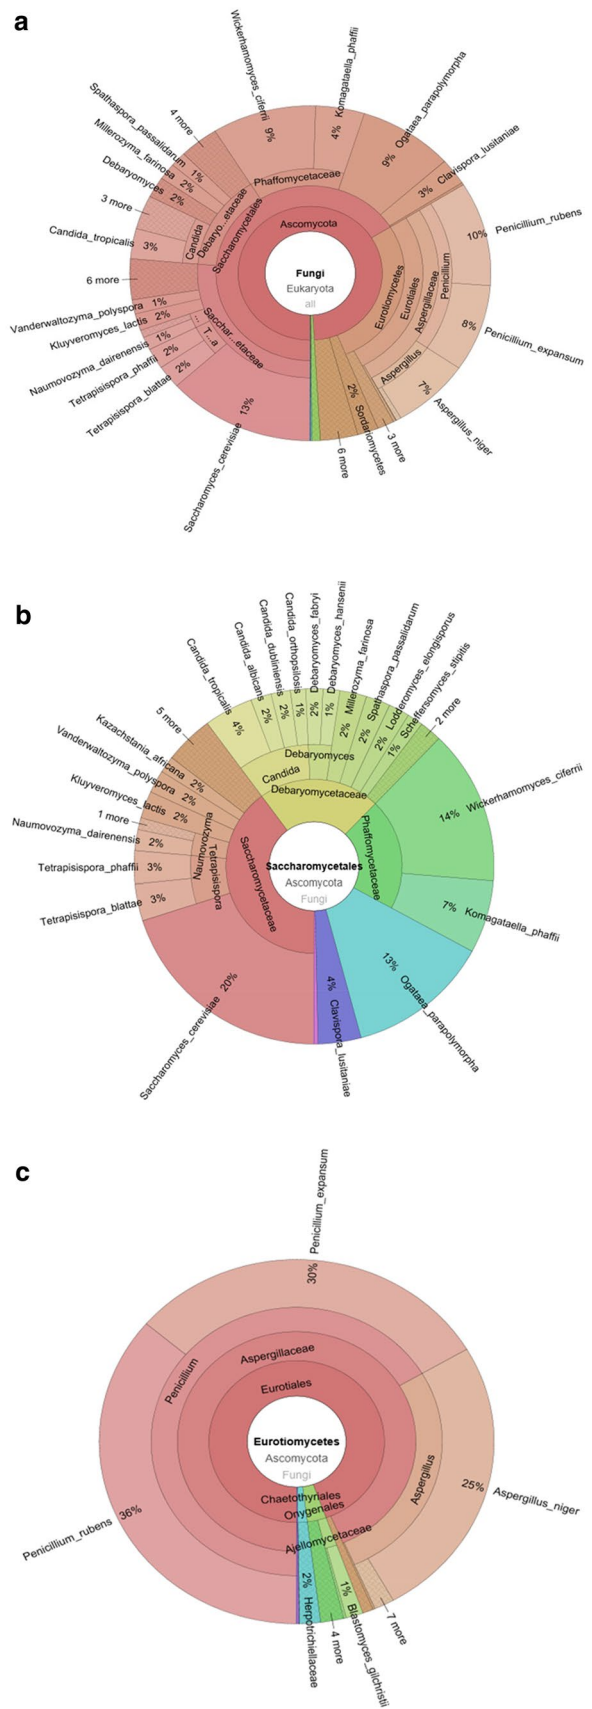 a
Wickerhamomyces_ciferrii 9%
Komagataella_phaffii 4%
Ogataea_parapolymorpha 9%
Clavispora_lusitaniae 3%
Penicillium_rubens 10%
Penicillium_expansum 8%
Aspergillus_niger 7%
3 more
Sordariomycetes 2%
6 more
Saccharomyces_cerevisiae 13%
Tetrapisispora_blattae 2%
Tetrapisispora_phaffii 2%
Naumovozyma_dairenensis 1%
Kluyveromyces_lactis 2%
Vanderwaltozyma_polyspora 1%
6 more
Candida_tropicalis 3%
3 more
Debaryomyces 2%
Millerozyma_farinosa 2%
Spathaspora_passalidarum 1%
4 more
Phaffomycetaceae
Ascomycota
Saccharomycetales
Debaryo...etaceae
Candida
Sacchar...etaceae
T...a
...
Eurotiomycetes
Eurotiales
Aspergillaceae
Penicillium
Aspergillus
Fungi
Eukaryota
all
b
Candida_tropicalis 4%
Candida_albicans 2%
Candida_dubliniensis 2%
Candida_orthopsilosis 1%
Debaryomyces_fabryi 2%
Debaryomyces_hansenii 1%
Millerozyma_farinosa 2%
Spathaspora_passalidarum 2%
Lodderomyces_elongisporus 2%
Scheffersomyces_stipitis 1%
2 more
Wickerhamomyces_ciferrii 14%
Komagataella_phaffii 7%
Ogataea_parapolymorpha 13%
Clavispora_lusitaniae 4%
Saccharomyces_cerevisiae 20%
Tetrapisispora_blattae 3%
Tetrapisispora_phaffii 3%
Naumovozyma_dairenensis 2%
1 more
Kluyveromyces_lactis 2%
Vanderwaltozyma_polyspora 2%
Kazachstania_africana 2%
5 more
Debaryomyces
Candida
Debaryomycetaceae
Phaffomycetaceae
Saccharomycetaceae
Naumovozyma
Tetrapisispora
Saccharomycetales
Ascomycota
Fungi
c
Penicillium_expansum 30%
Aspergillus_niger 25%
7 more
Blastomyces_gilchristii 1%
4 more
Herpotrichiellaceae 2%
Penicillium_rubens 36%
Penicillium
Aspergillaceae
Eurotiales
Aspergillus
Eurotiomycetes
Ascomycota
Fungi
Chaetothyriales
Onygenales
Ajellomycetaceae